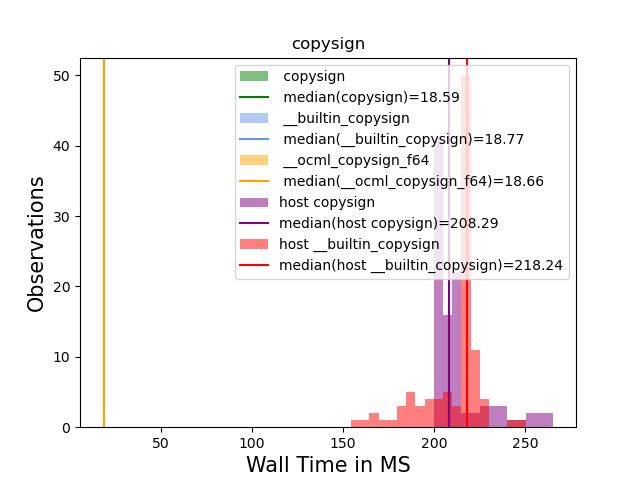 copysign
copysign
median(copysign)=18.59
__builtin_copysign
median(__builtin_copysign)=18.77
__ocml_copysign_f64
median(__ocml_copysign_f64)=18.66
host copysign
median(host copysign)=208.29
host __builtin_copysign
median(host __builtin_copysign)=218.24
Observations
50
40
30
20
10
0
50 100 150 200 250
Wall Time in MS